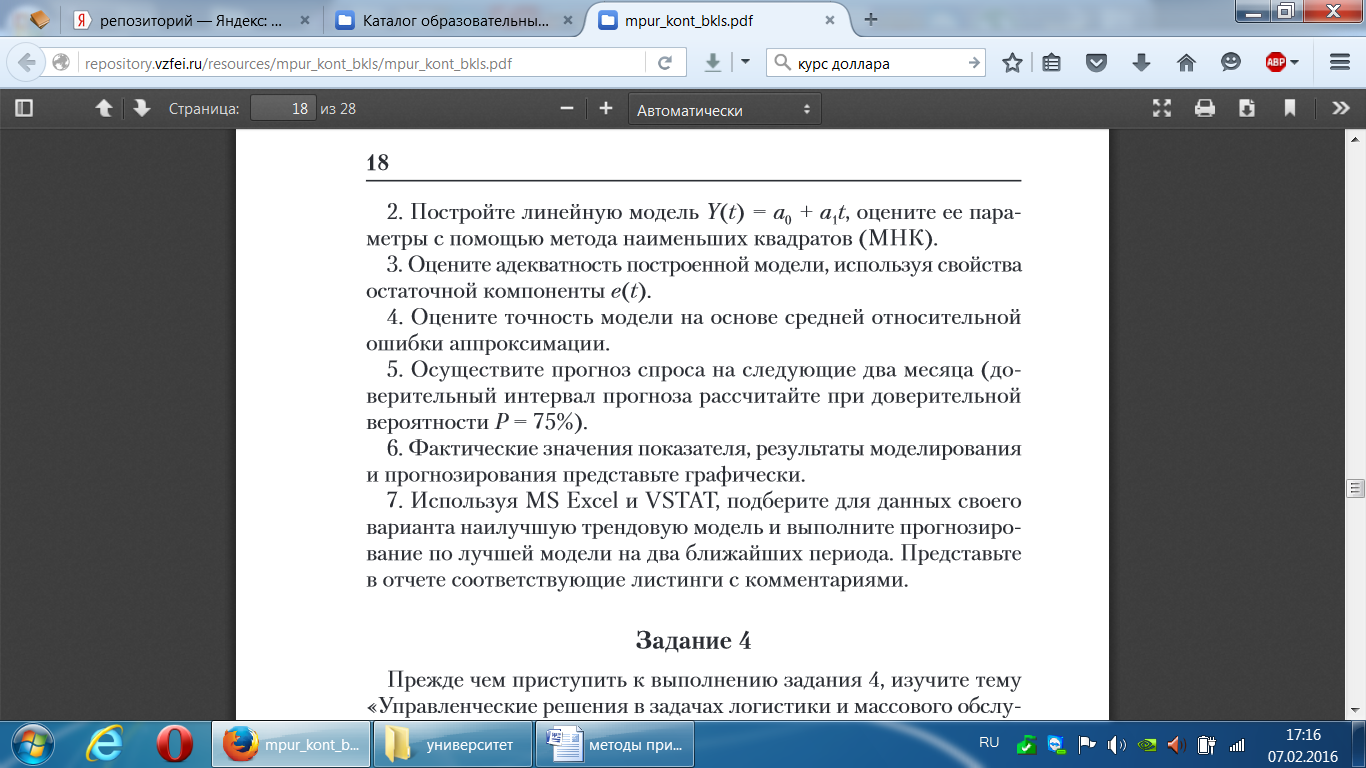 репозиторий — Яндекс: ...
Каталог образовательны...
mpur_kont_bkls.pdf
repository.vzfei.ru/resources/mpur_kont_bkls/mpur_kont_bkls.pdf
курс доллара
ABP
Страница: 18 из 28
Автоматически
18
2. Постройте линейную модель Y(t) = a₀ + a₁t, оцените ее пара-
метры с помощью метода наименьших квадратов (МНК).
3. Оцените адекватность построенной модели, используя свойства
остаточной компоненты e(t).
4. Оцените точность модели на основе средней относительной
ошибки аппроксимации.
5. Осуществите прогноз спроса на следующие два месяца (до-
верительный интервал прогноза рассчитайте при доверительной
вероятности P = 75%).
6. Фактические значения показателя, результаты моделирования
и прогнозирования представьте графически.
7. Используя MS Excel и VSTAT, подберите для данных своего
варианта наилучшую трендовую модель и выполните прогнозиро-
вание по лучшей модели на два ближайших периода. Представьте
в отчете соответствующие листинги с комментариями.
Задание 4
Прежде чем приступить к выполнению задания 4, изучите тему
«Управленческие решения в задачах логистики и массового обслу-
mpur_kont_b...
университет
методы при...
RU
17:16
07.02.2016